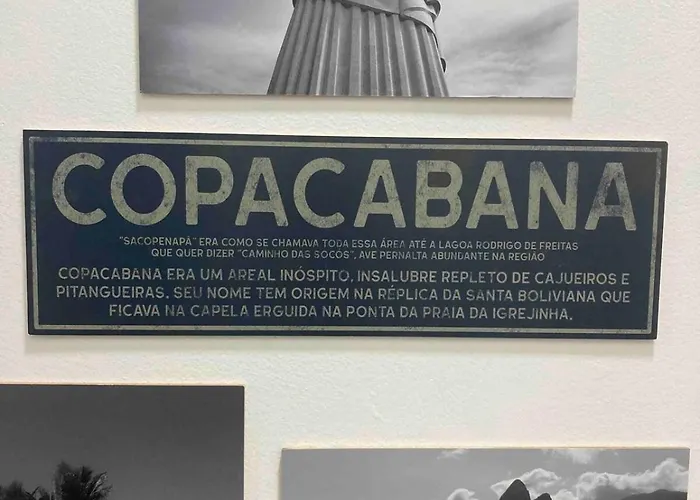 COPACABANA
"SACOPENAPÃ" ERA COMO SE CHAMAVA TODA ESSA ÁREA ATÉ A LAGOA RODRIGO DE FREITAS
QUE QUER DIZER "CAMINHO DAS SOCÓS", AVE PERNALTA ABUNDANTE NA REGIÃO
COPACABANA ERA UM AREAL INÓSPITO, INSALUBRE REPLETO DE CAJUEIROS E
PITANGUEIRAS. SEU NOME TEM ORIGEM NA RÉPLICA DA SANTA BOLIVIANA QUE
FICAVA NA CAPELA ERGUIDA NA PONTA DA PRAIA DA IGREJINHA.